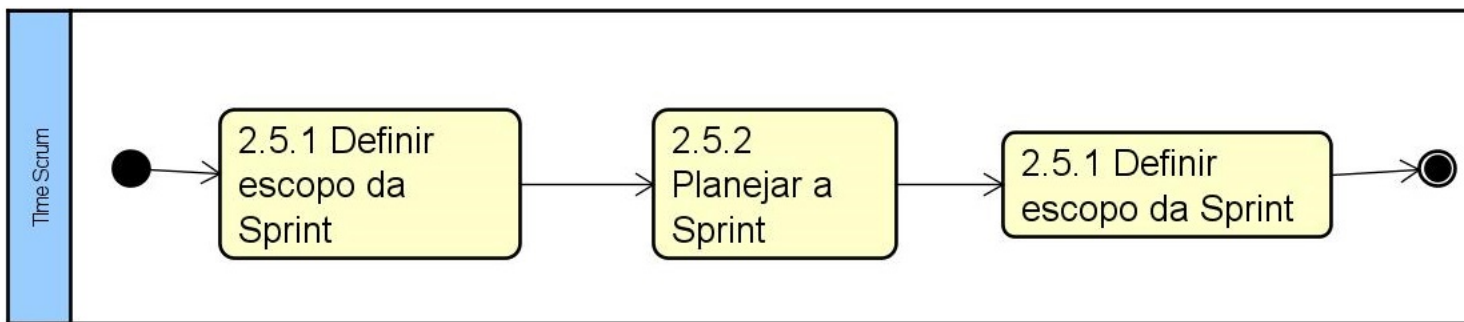 Time Scrum
2.5.1 Definir
escopo da
Sprint
2.5.2
Planejar a
Sprint
2.5.1 Definir
escopo da Sprint